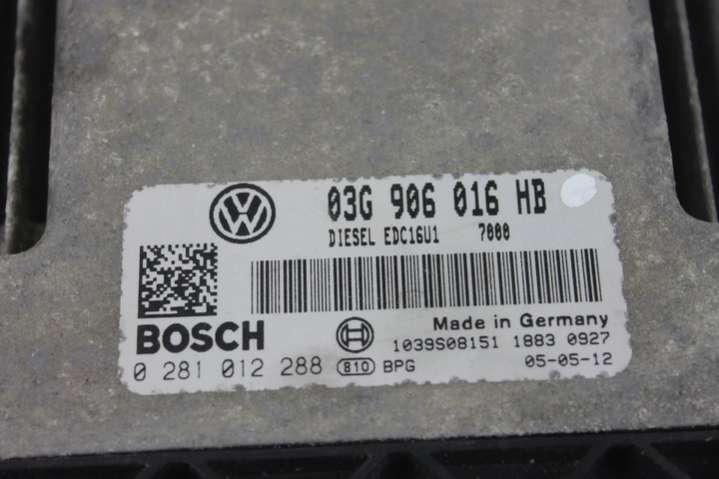 03G 906 016 HB
DIESEL EDC16U1 7000
BOSCH
Made in Germany
1039S08151 1883 0927
0 281 012 288 810 BPG 05-05-12